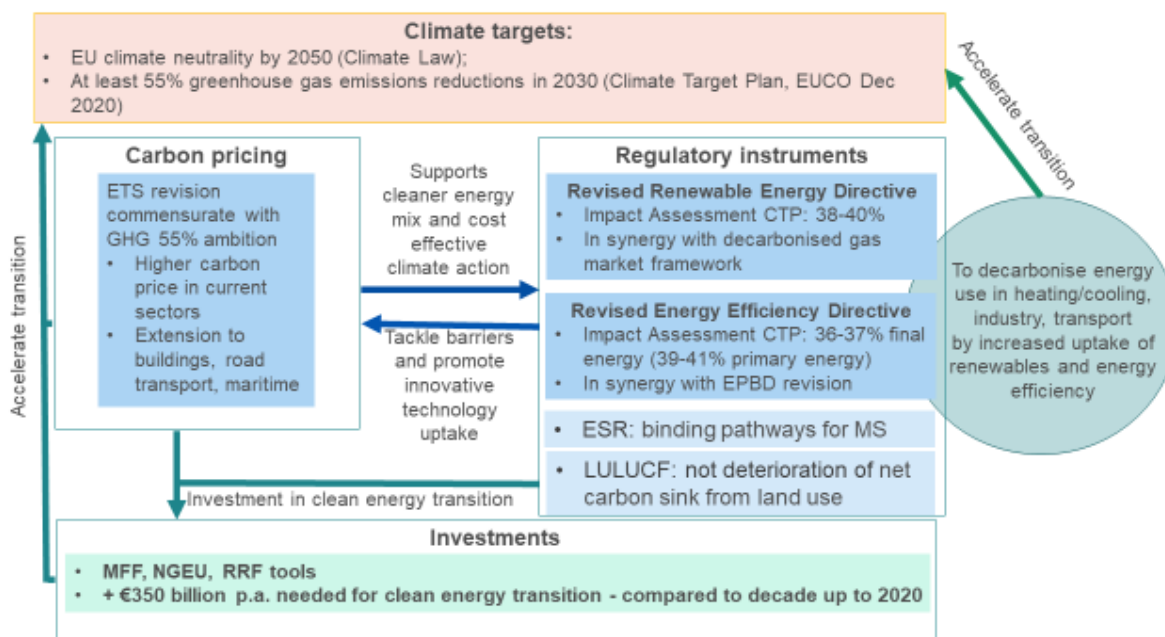 Climate targets:
• EU climate neutrality by 2050 (Climate Law);
• At least 55% greenhouse gas emissions reductions in 2030 (Climate Target Plan, EUCO Dec
2020)
Accelerate transition
Accelerate transition
Carbon pricing
ETS revision
commensurate with
GHG 55% ambition
• Higher carbon
price in current
sectors
• Extension to
buildings, road
transport, maritime
Supports
cleaner energy
mix and cost
effective
climate action
Tackle barriers
and promote
innovative
technology
uptake
Regulatory instruments
Revised Renewable Energy Directive
• Impact Assessment CTP: 38-40%
• In synergy with decarbonised gas
market framework
Revised Energy Efficiency Directive
• Impact Assessment CTP: 36-37% final
energy (39-41% primary energy)
• In synergy with EPBD revision
• ESR: binding pathways for MS
• LULUCF: not deterioration of net
carbon sink from land use
To decarbonise energy
use in heating/cooling,
industry, transport
by increased uptake of
renewables and energy
efficiency
Investment in clean energy transition
Investments
• MFF, NGEU, RRF tools
• + €350 billion p.a. needed for clean energy transition - compared to decade up to 2020